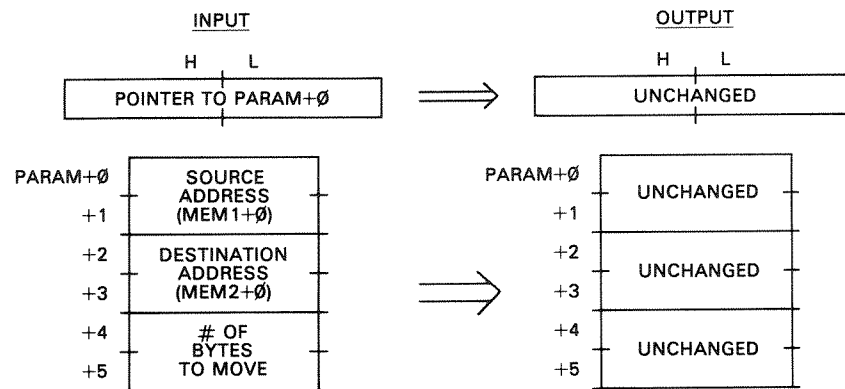 INPUT
H L
POINTER TO PARAM+Ø
PARAM+Ø
+1
SOURCE
ADDRESS
(MEM1+Ø)
+2
+3
DESTINATION
ADDRESS
(MEM2+Ø)
+4
+5
# OF
BYTES
TO MOVE
OUTPUT
H L
UNCHANGED
PARAM+Ø
+1
UNCHANGED
+2
+3
UNCHANGED
+4
+5
UNCHANGED